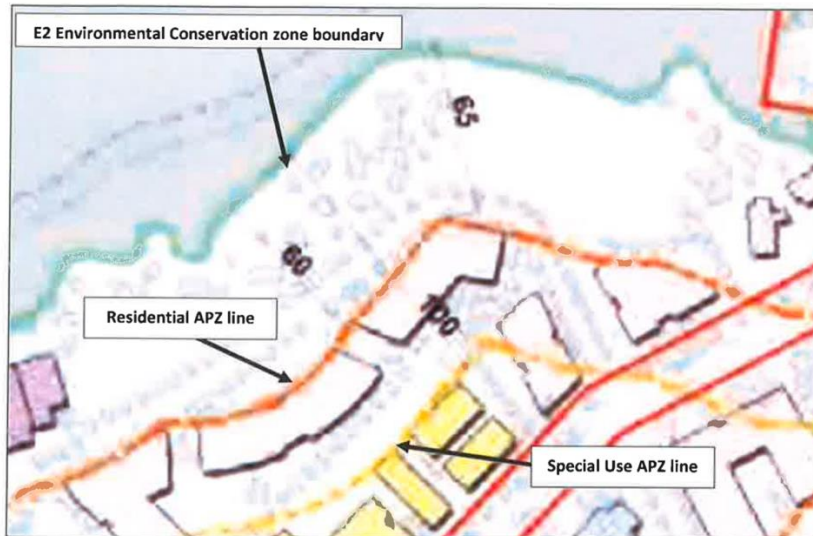 E2 Environmental Conservation zone boundary
65
60
Residential APZ line
100
Special Use APZ line